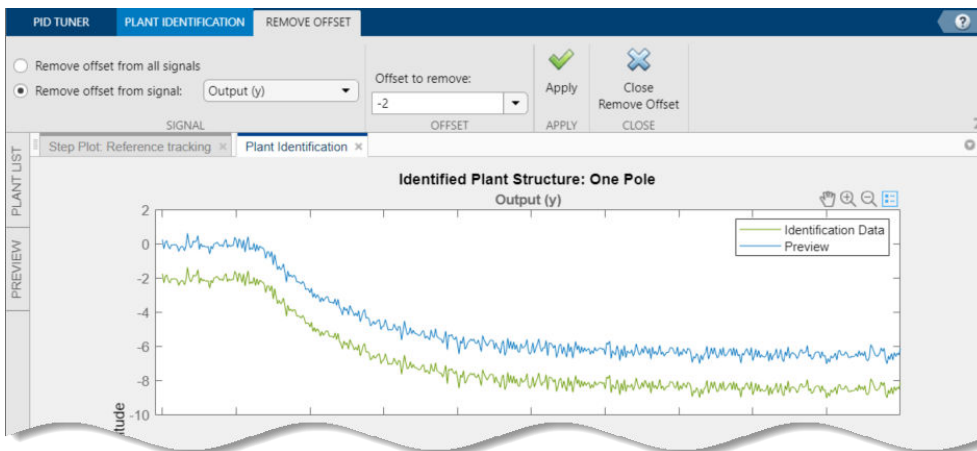 PID TUNER PLANT IDENTIFICATION REMOVE OFFSET
?
Remove offset from all signals
Remove offset from signal: Output (y)
SIGNAL
Offset to remove:
-2
OFFSET
Apply
APPLY
Close
Remove Offset
CLOSE
PLANT LIST
PREVIEW
Step Plot: Reference tracking × Plant Identification ×
Identified Plant Structure: One Pole
Output (y)
Identification Data
Preview
2
0
-2
-4
-6
-8
-10